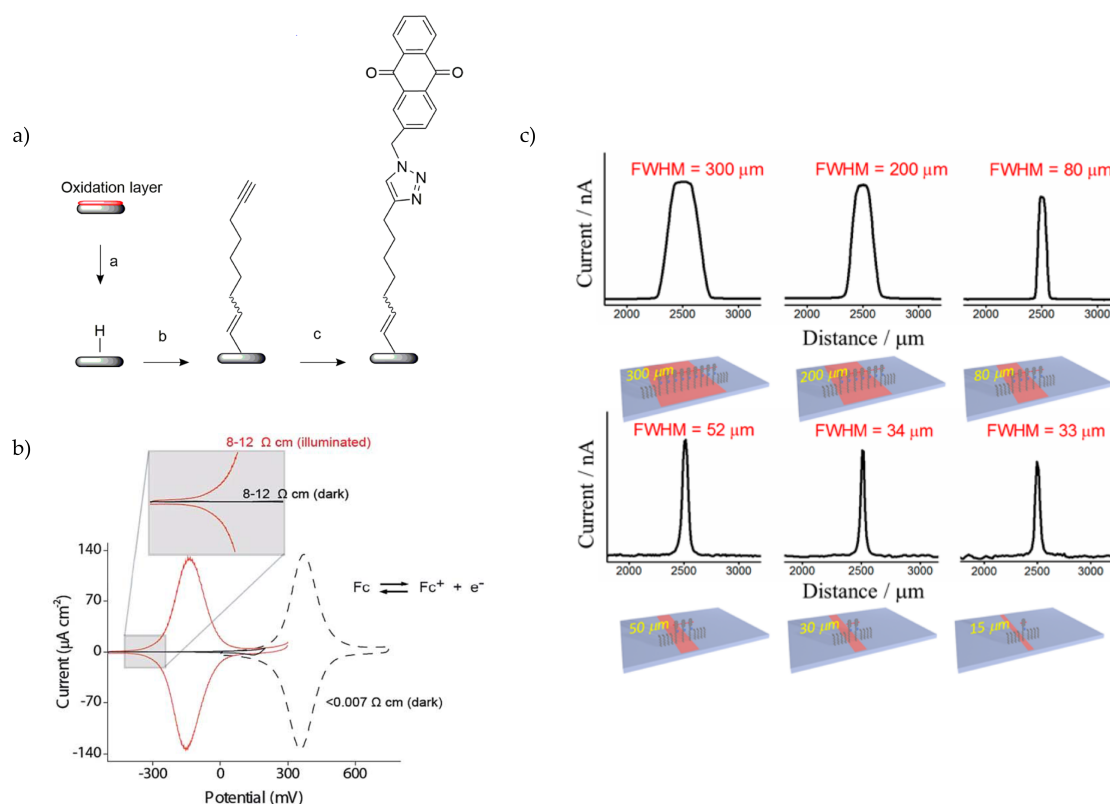 a)
Oxidation layer
a
H
b
c
O
O
N
N
N
b)
8-12 Ω cm (illuminated)
8-12 Ω cm (dark)
140
70
0
-70
-140
Current (µA cm⁻²)
Fc ⇌ Fc⁺ + e⁻
<0.007 Ω cm (dark)
-300 0 300 600
Potential (mV)
c)
FWHM = 300 µm FWHM = 200 µm FWHM = 80 µm
Current / nA
2000 2500 3000 2000 2500 3000 2000 2500 3000
Distance / µm
300 µm 200 µm 80 µm
FWHM = 52 µm FWHM = 34 µm FWHM = 33 µm
Current / nA
2000 2500 3000 2000 2500 3000 2000 2500 3000
Distance / µm
50 µm 30 µm 15 µm